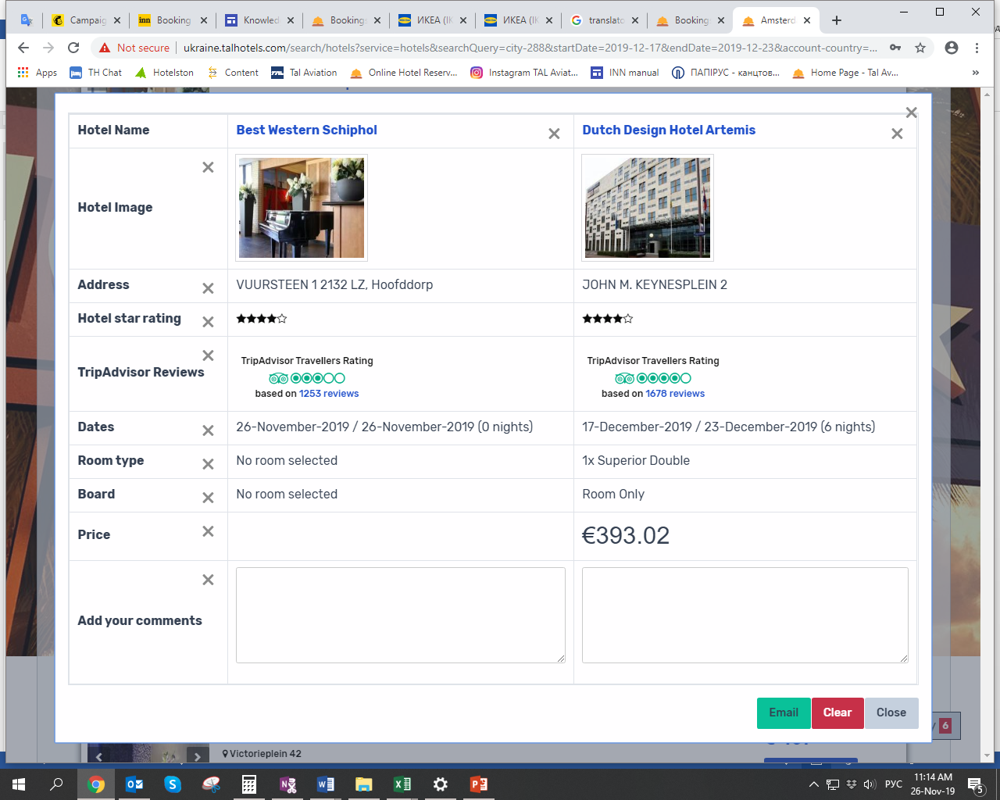 Campaig
Booking
Knowled
Bookings
ИКЕА (IK
ИКЕА (IK
translato
Booking
Amsterd
Not secure
ukraine.talhotels.com/search/hotels?service=hotels&searchQuery=city-288&startDate=2019-12-17&endDate=2019-12-23&account-country=...
Apps
TH Chat
Hotelston
Content
Tal Aviation
Online Hotel Reserv...
Instagram TAL Aviat...
INN manual
ПАПІРУС - канцтов...
Home Page - Tal Av...
Hotel Name
Best Western Schiphol
Dutch Design Hotel Artemis
Hotel Image
Address
VUURSTEEN 1 2132 LZ, Hoofddorp
JOHN M. KEYNESPLEIN 2
Hotel star rating
TripAdvisor Reviews
TripAdvisor Travellers Rating
based on 1253 reviews
TripAdvisor Travellers Rating
based on 1678 reviews
Dates
26-November-2019 / 26-November-2019 (0 nights)
17-December-2019 / 23-December-2019 (6 nights)
Room type
No room selected
1x Superior Double
Board
No room selected
Room Only
Price
€393.02
Add your comments
Email
Clear
Close
/ 6
Victorieplein 42
РУС
11:14 AM
26-Nov-19
5